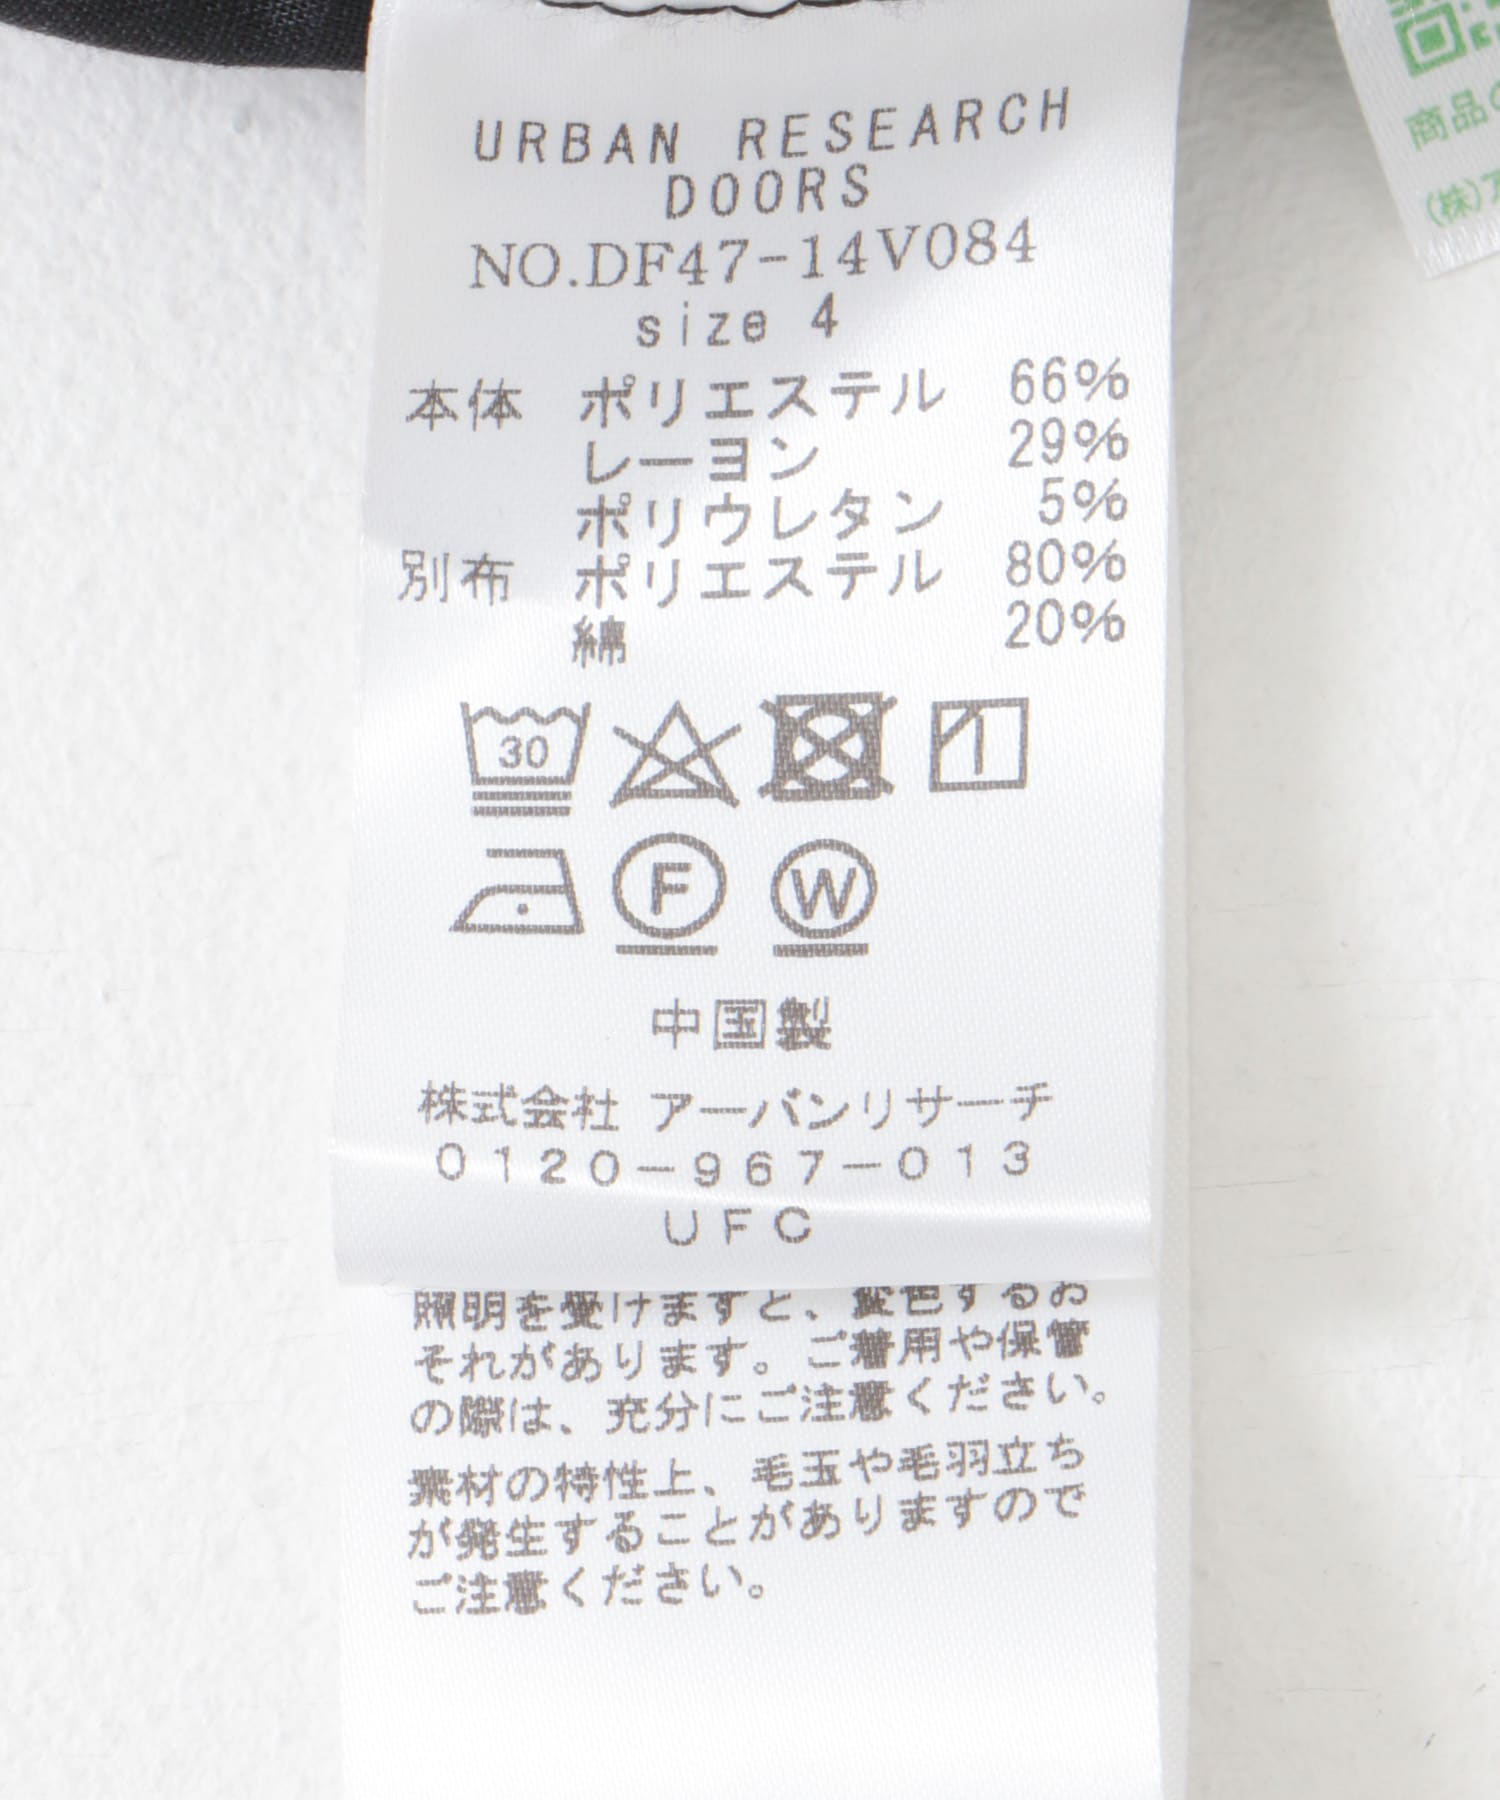 URBAN RESEARCH
DOORS
NO.DF47-14V084
size 4
本体 ポリエステル 66%
レーヨン 29%
ポリウレタン 5%
別布 ポリエステル 80%
綿 20%
30
F W
中国製
株式会社 アーバンリサーチ
0120-967-013
UFC
照明を受けますと、変色するお
それがあります。ご着用や保管
の際は、充分にご注意ください。
素材の特性上、毛玉や毛羽立ち
が発生することがありますので
ご注意ください。
商品
(株)